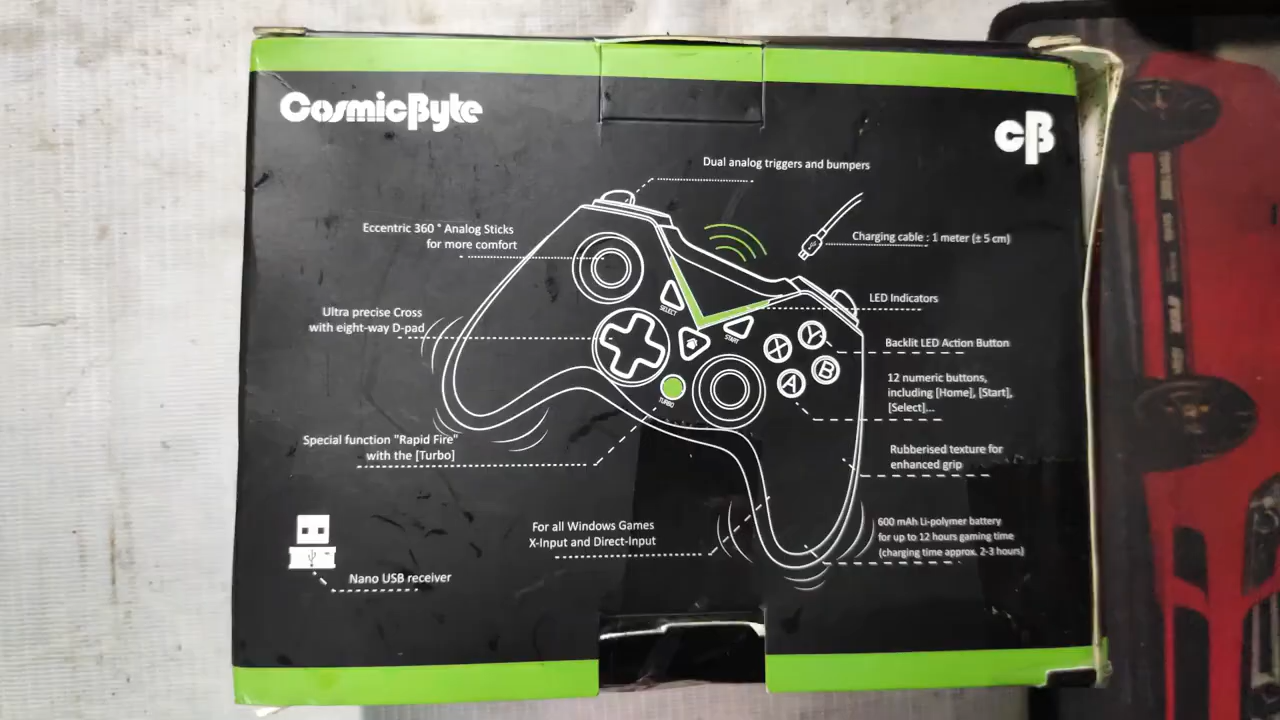 CosmicByte
cB
Dual analog triggers and bumpers
Eccentric 360 ° Analog Sticks
for more comfort
Charging cable : 1 meter (± 5 cm)
LED Indicators
SELECT
Ultra precise Cross
with eight-way D-pad
START
Y
X
B
A
Backlit LED Action Button
12 numeric buttons,
including [Home], [Start],
[Select]...
TURBO
Special function "Rapid Fire"
with the [Turbo]
Rubberised texture for
enhanced grip
For all Windows Games
X-Input and Direct-Input
600 mAh Li-polymer battery
for up to 12 hours gaming time
(charging time approx. 2-3 hours)
Nano USB receiver